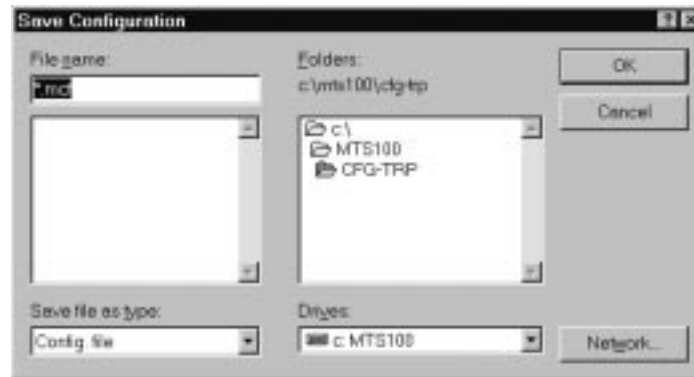 Save Configuration
File name:
*.mcf
Folders:
c:\mts100\cfg-trp
OK
Cancel
c:\
MTS100
CFG-TRP
Save file as type:
Config. file
Drives:
c: MTS100
Network...